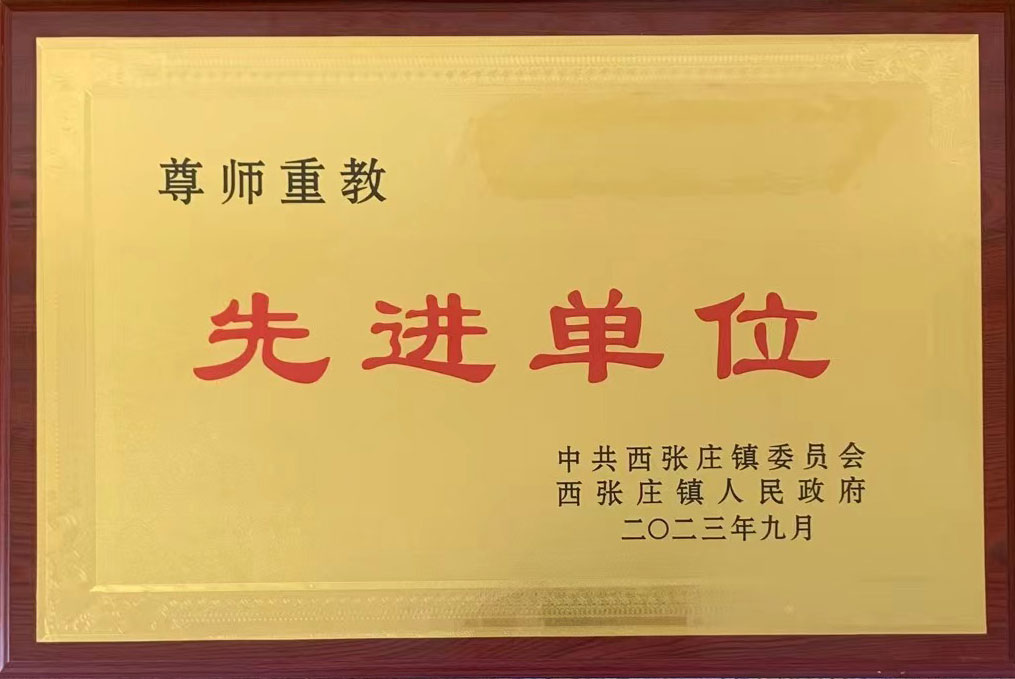 尊师重教
先进单位
中共西张庄镇委员会
西张庄镇人民政府
二〇二三年九月